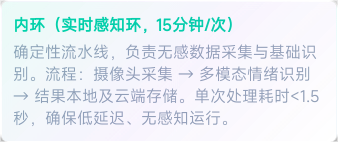 内环（实时感知环，15分钟/次）
确定性流水线，负责无感数据采集与基础识
别。流程：摄像头采集 → 多模态情绪识别
→ 结果本地及云端存储。单次处理耗时<1.5
秒，确保低延迟、无感知运行。